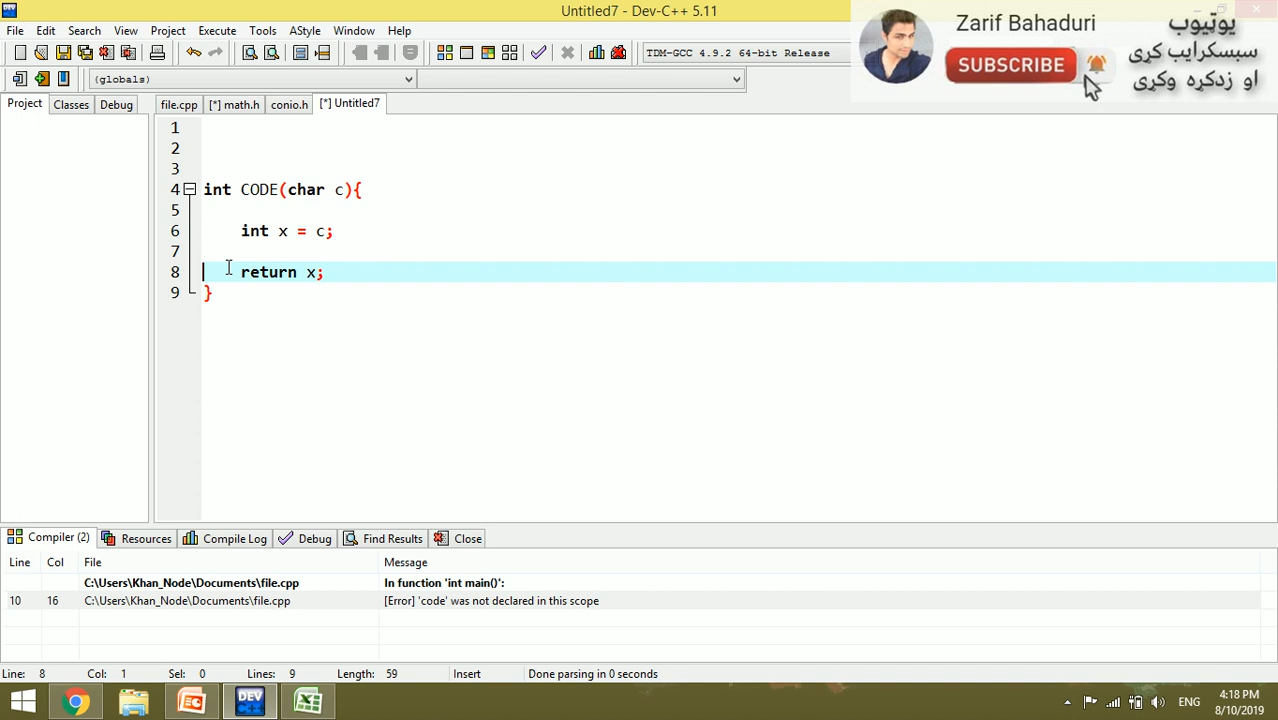 Untitled7 - Dev-C++ 5.11
File Edit Search View Project Execute Tools AStyle Window Help
TDM-GCC 4.9.2 64-bit Release
(globals)
Project Classes Debug
file.cpp [*] math.h conio.h [*] Untitled7
Zarif Bahaduri
SUBSCRIBE
یوټیوب
سبسکرایب کړی
او زدکړه وکړی
1
2
3
4 int CODE(char c){
5
6 int x = c;
7
8 return x;
9 }
Compiler (2) Resources Compile Log Debug Find Results Close
Line Col File Message
C:\Users\Khan_Node\Documents\file.cpp In function 'int main()':
10 16 C:\Users\Khan_Node\Documents\file.cpp [Error] 'code' was not declared in this scope
Line: 8 Col: 1 Sel: 0 Lines: 9 Length: 59 Insert Done parsing in 0 seconds
DEV
C++
ENG
4:18 PM
8/10/2019